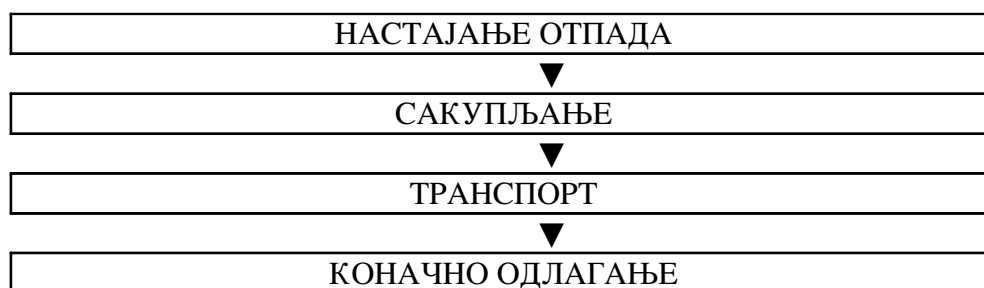 НАСТАЈАЊЕ ОТПАДА
САКУПЉАЊЕ
ТРАНСПОРТ
КОНАЧНО ОДЛАГАЊЕ